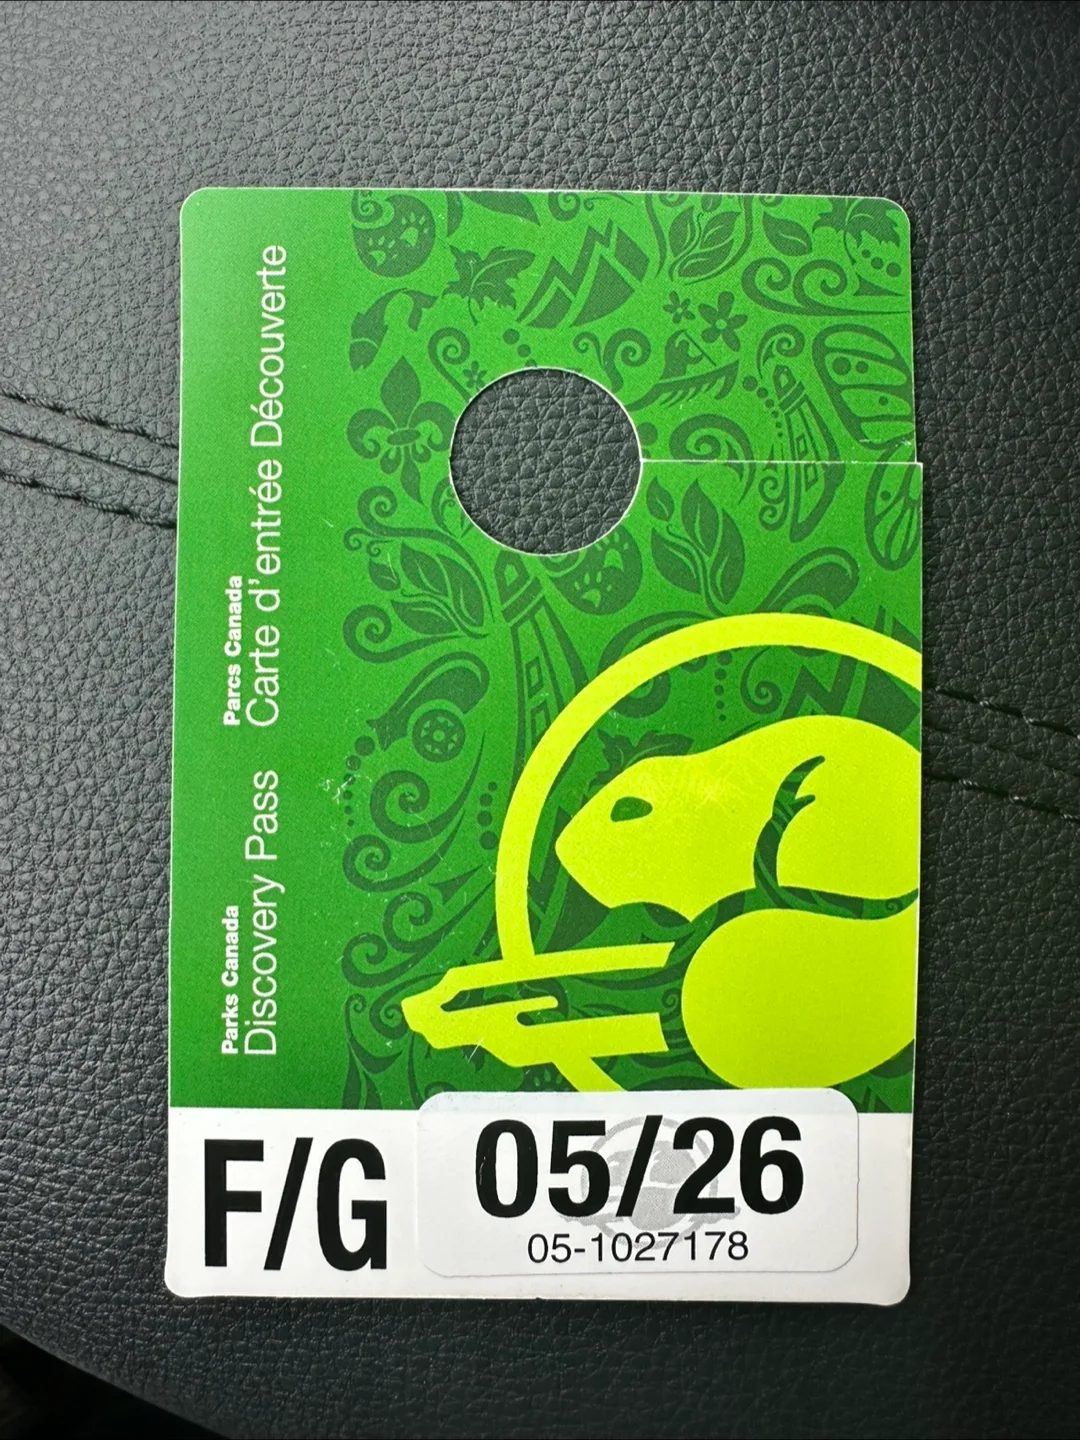 Parks Canada
Discovery Pass
Parcs Canada
Carte d'entrée Découverte
F/G
05/26
05-1027178